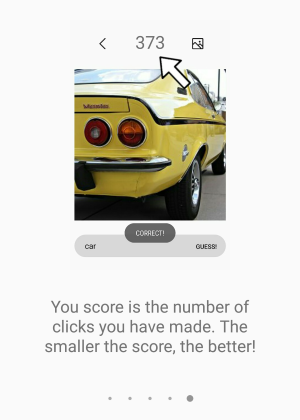 373
CORRECT!
car GUESS!
You score is the number of
clicks you have made. The
smaller the score, the better!